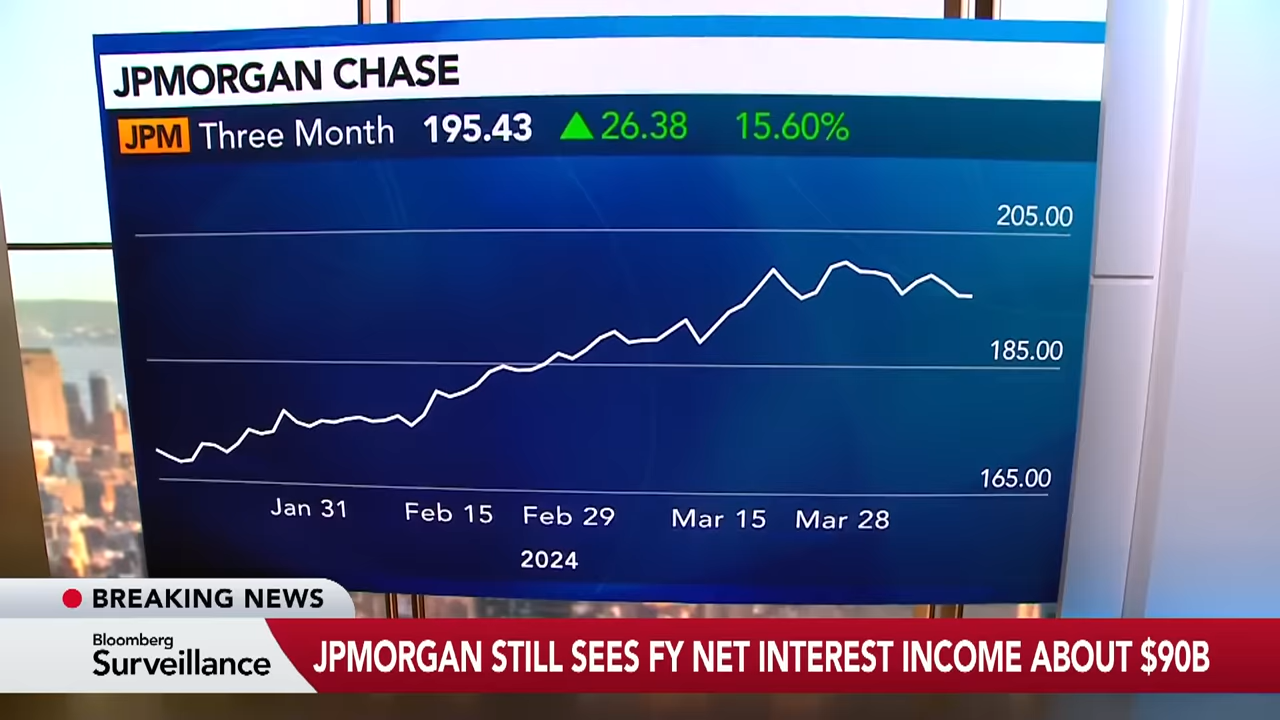 JPMORGAN CHASE
JPM Three Month 195.43 ▲ 26.38 15.60%
205.00
185.00
165.00
Jan 31 Feb 15 Feb 29 Mar 15 Mar 28
2024
BREAKING NEWS
Bloomberg
Surveillance
JPMORGAN STILL SEES FY NET INTEREST INCOME ABOUT $90B